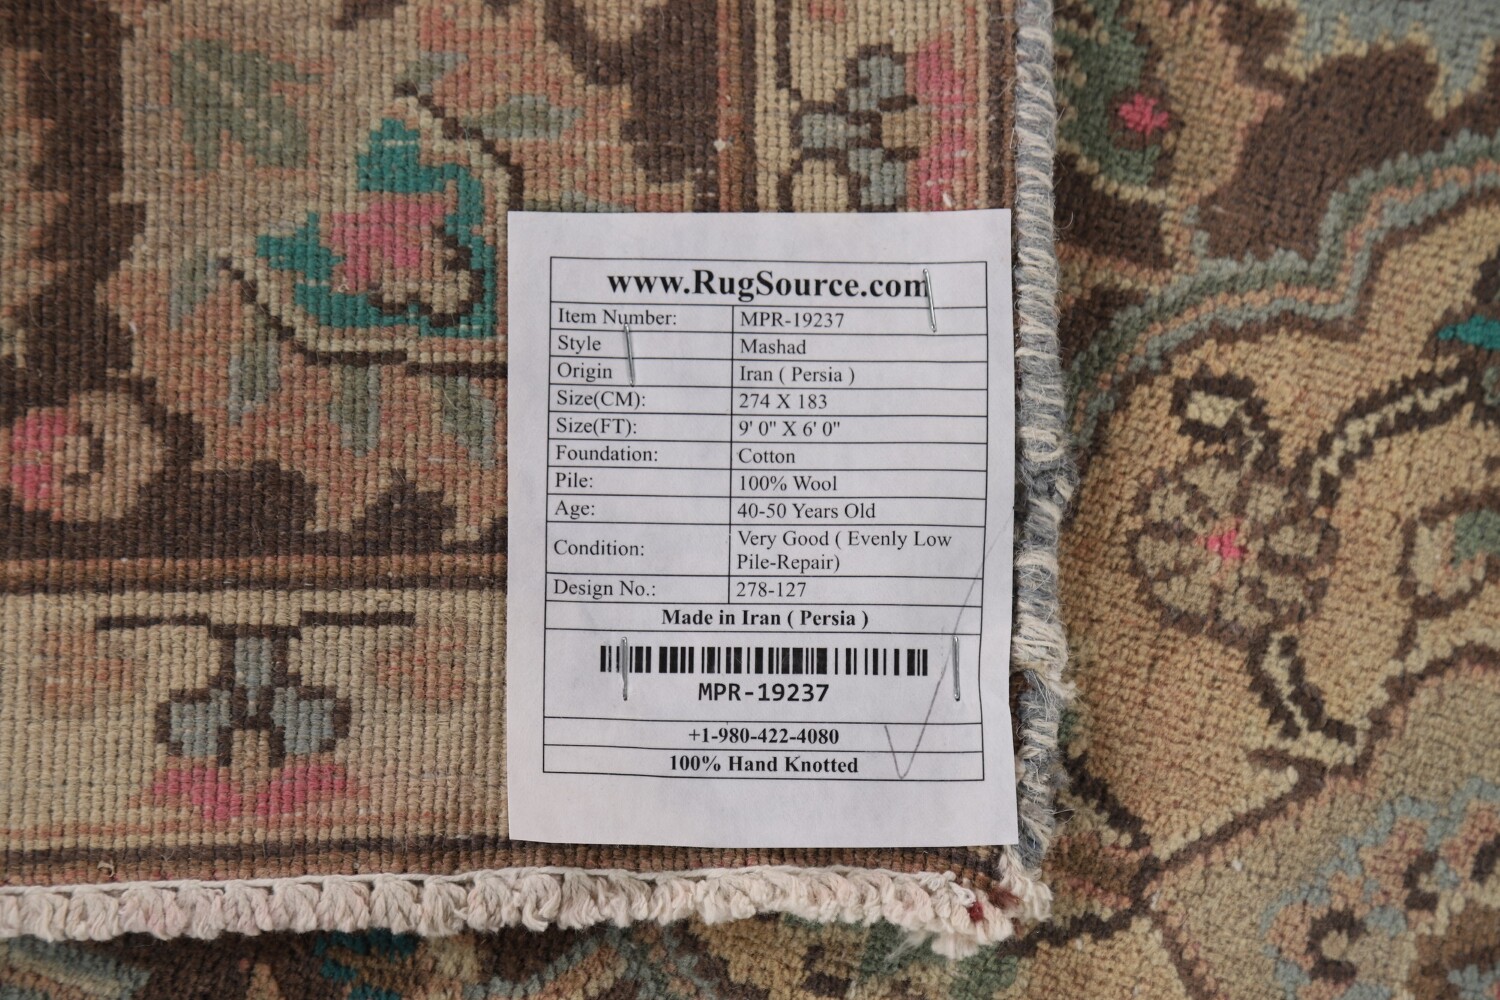 www.RugSource.com
Item Number: MPR-19237
Style Mashad
Origin Iran ( Persia )
Size(CM): 274 X 183
Size(FT): 9' 0" X 6' 0"
Foundation: Cotton
Pile: 100% Wool
Age: 40-50 Years Old
Condition: Very Good ( Evenly Low
Pile-Repair)
Design No.: 278-127
Made in Iran ( Persia )
MPR-19237
+1-980-422-4080
100% Hand Knotted